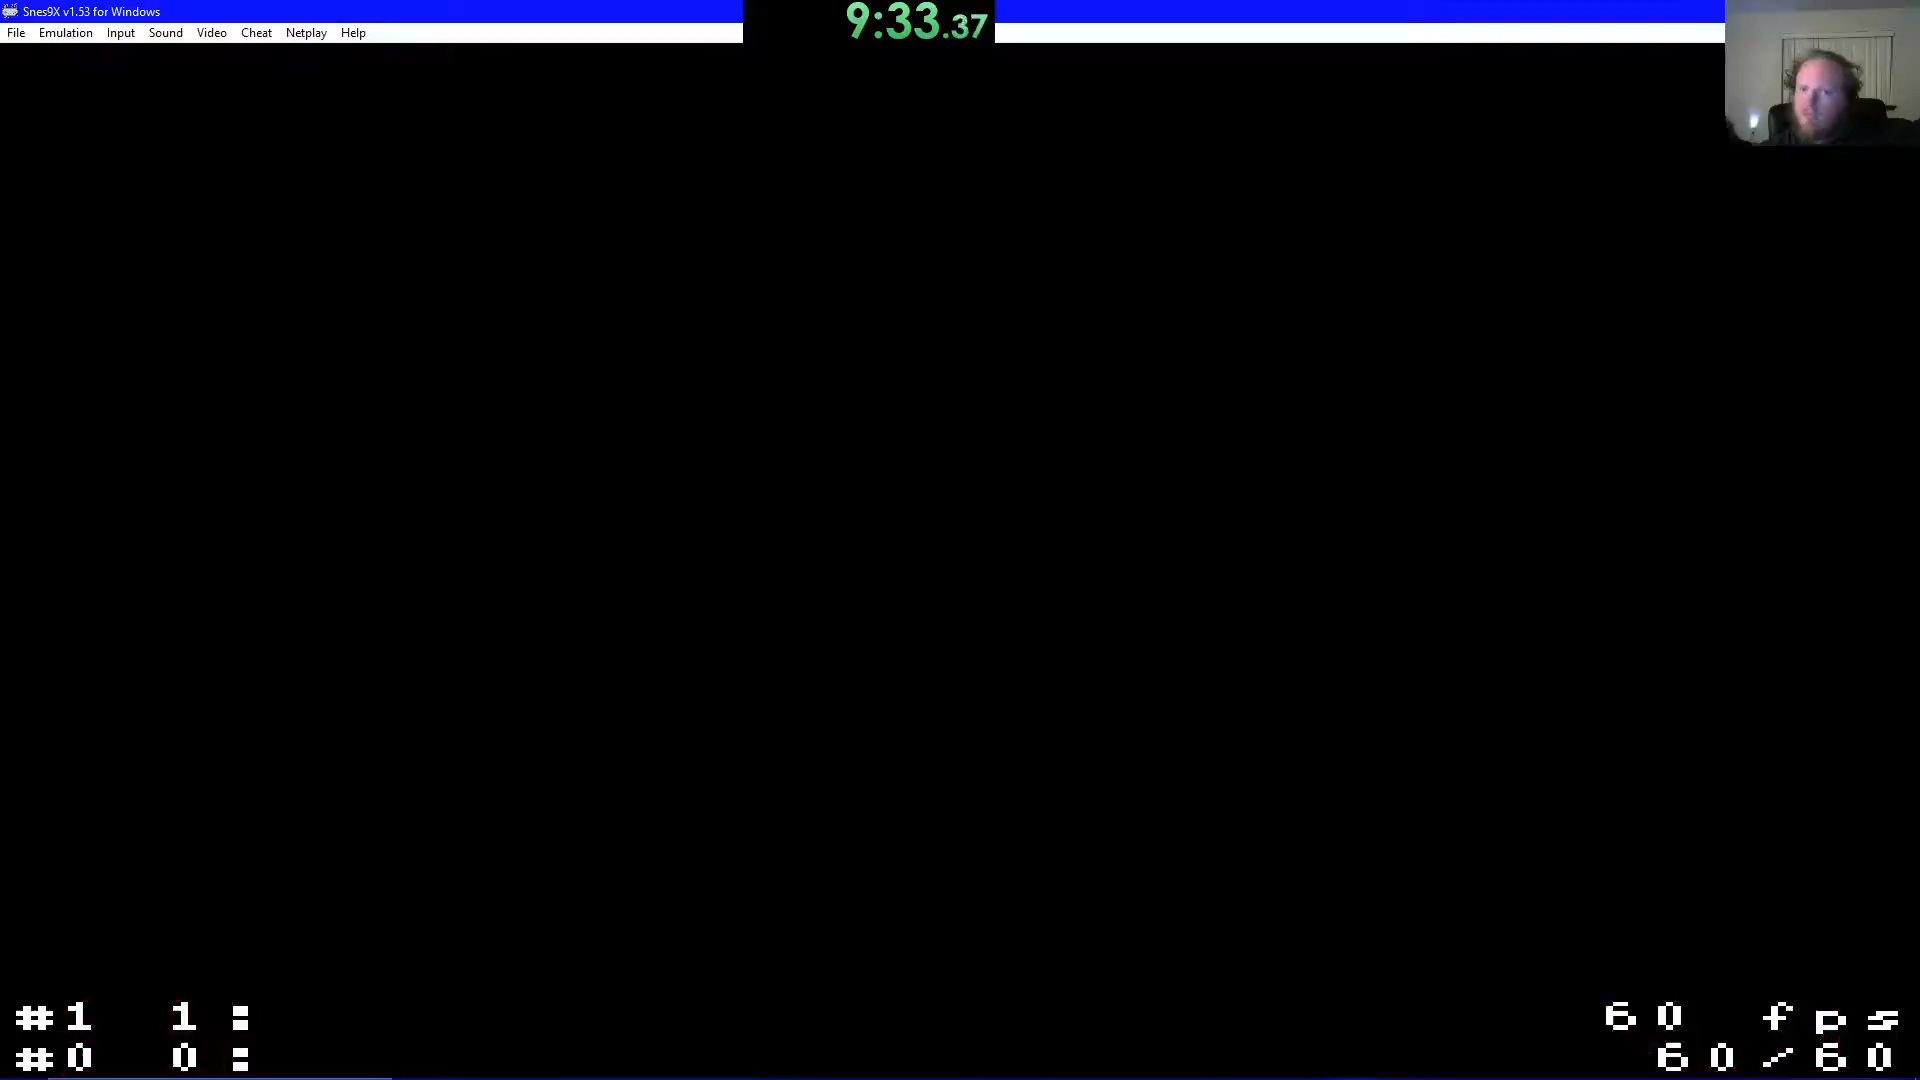 Snes9X v1.53 for Windows
9:33.37
File Emulation Input Sound Video Cheat Netplay Help
#1 1: 60 fps
#0 0: 60/60